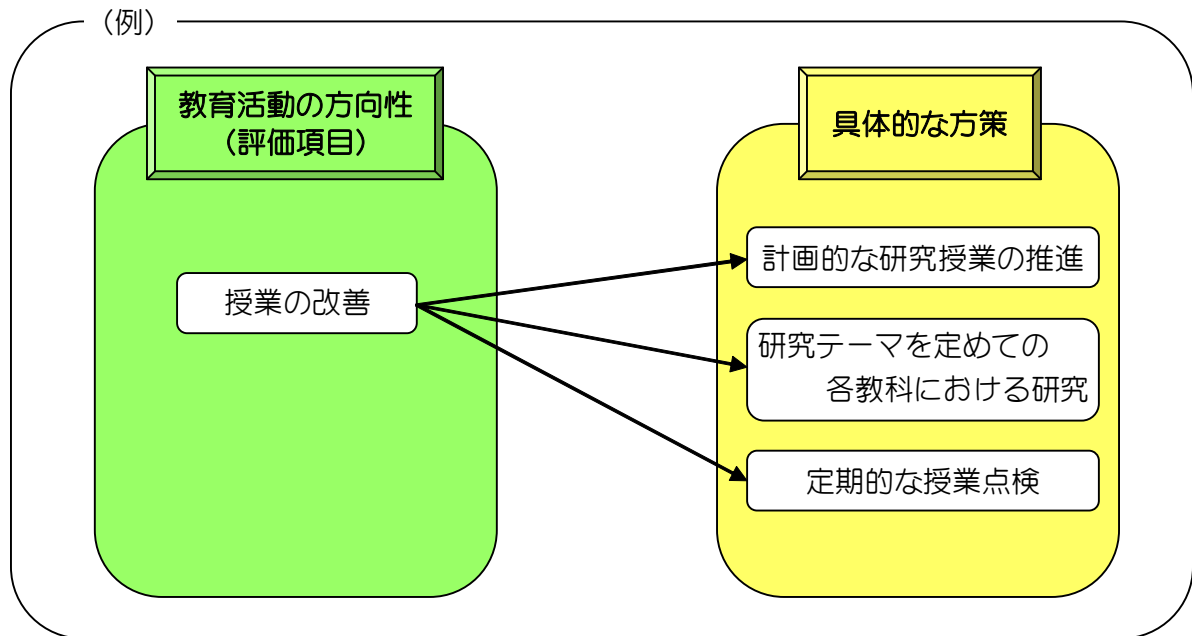 (例)
教育活動の方向性
(評価項目)
具体的な方策
授業の改善
計画的な研究授業の推進
研究テーマを定めての
各教科における研究
定期的な授業点検